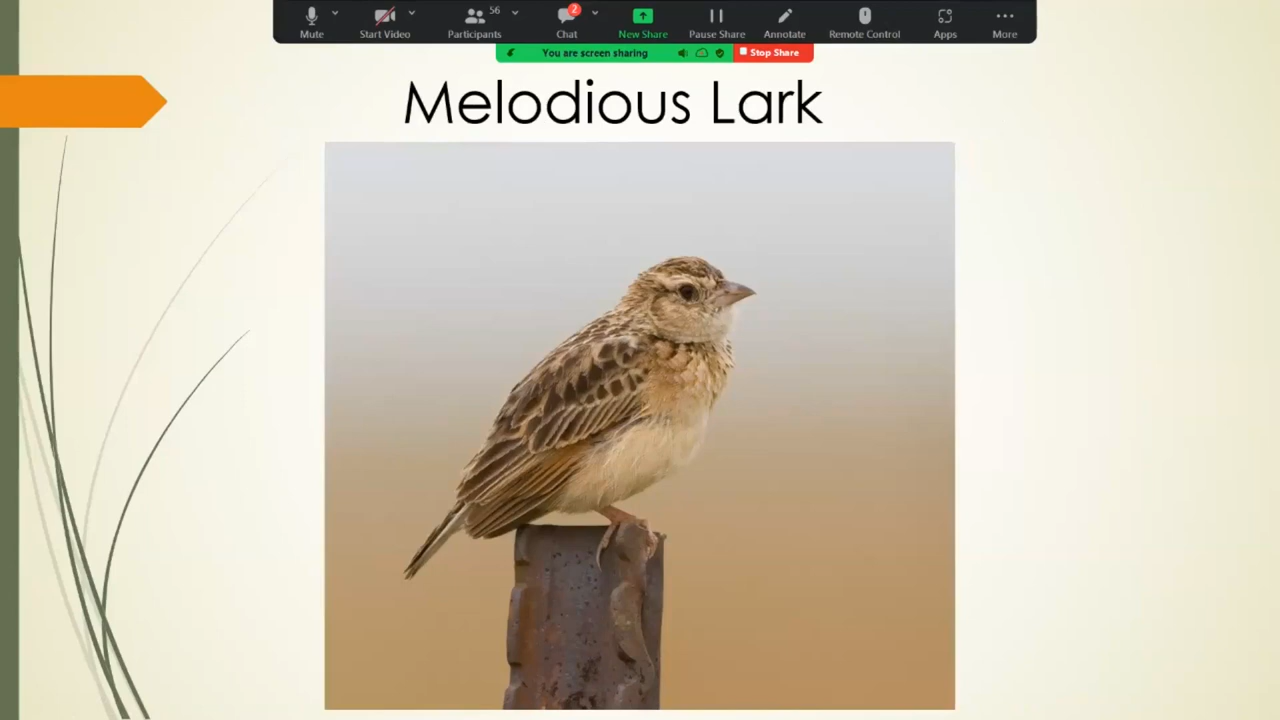 56
2
Mute
Start Video
Participants
Chat
New Share
Pause Share
Annotate
Remote Control
Apps
More
You are screen sharing
Stop Share
Melodious Lark